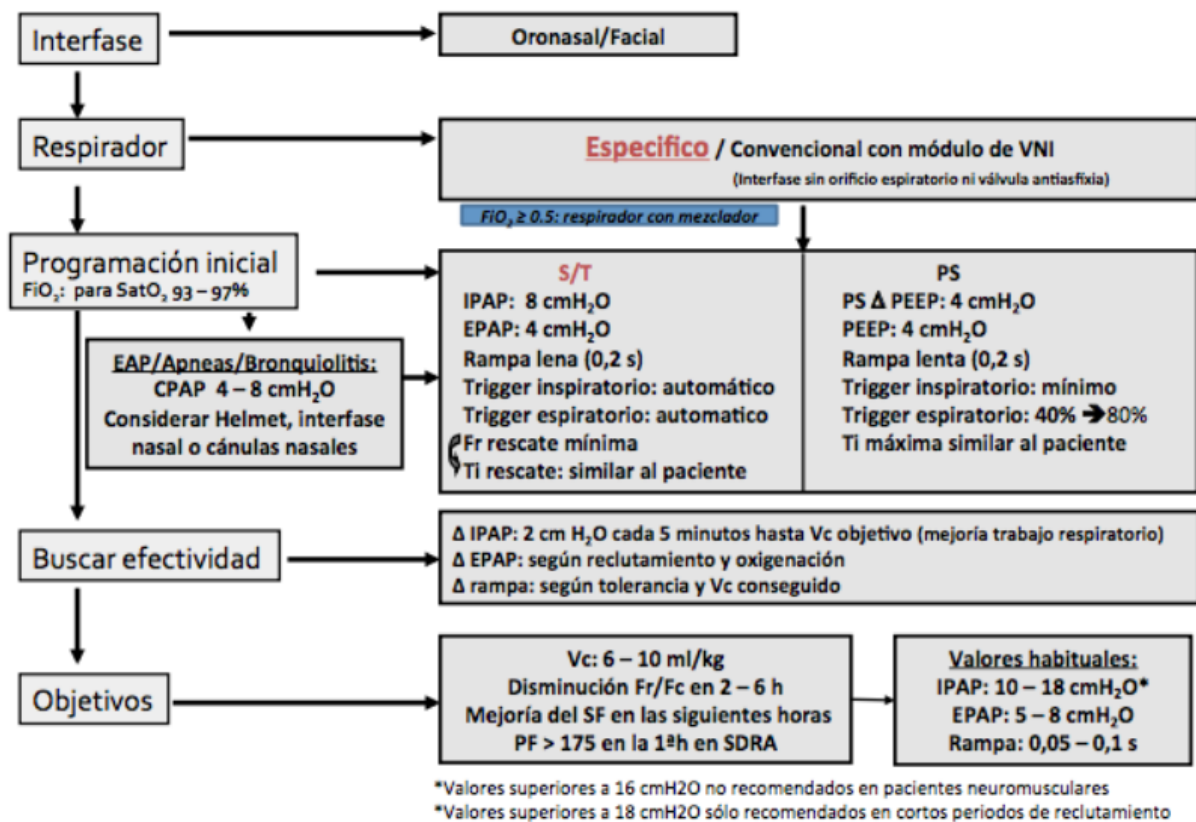 Interfase
Oronasal/Facial
Respirador
Especifico / Convencional con módulo de VNI
(Interfase sin orificio espiratorio ni válvula antiasfíxia)
FiO₂ ≥ 0.5: respirador con mezclador
Programación inicial
FiO₂: para SatO₂ 93 – 97%
EAP/Apneas/Bronquiolitis:
CPAP 4 – 8 cmH₂O
Considerar Helmet, interfase
nasal o cánulas nasales
S/T
IPAP: 8 cmH₂O
EPAP: 4 cmH₂O
Rampa lena (0,2 s)
Trigger inspiratorio: automático
Trigger espiratorio: automatico
Fr rescate mínima
Ti rescate: similar al paciente
PS
PS Δ PEEP: 4 cmH₂O
PEEP: 4 cmH₂O
Rampa lenta (0,2 s)
Trigger inspiratorio: mínimo
Trigger espiratorio: 40% ➔80%
Ti máxima similar al paciente
Buscar efectividad
Δ IPAP: 2 cm H₂O cada 5 minutos hasta Vc objetivo (mejoría trabajo respiratorio)
Δ EPAP: según reclutamiento y oxigenación
Δ rampa: según tolerancia y Vc conseguido
Objetivos
Vc: 6 – 10 ml/kg
Disminución Fr/Fc en 2 – 6 h
Mejoría del SF en las siguientes horas
PF > 175 en la 1ªh en SDRA
Valores habituales:
IPAP: 10 – 18 cmH₂O*
EPAP: 5 – 8 cmH₂O
Rampa: 0,05 – 0,1 s
*Valores superiores a 16 cmH2O no recomendados en pacientes neuromusculares
*Valores superiores a 18 cmH2O sólo recomendados en cortos periodos de reclutamiento